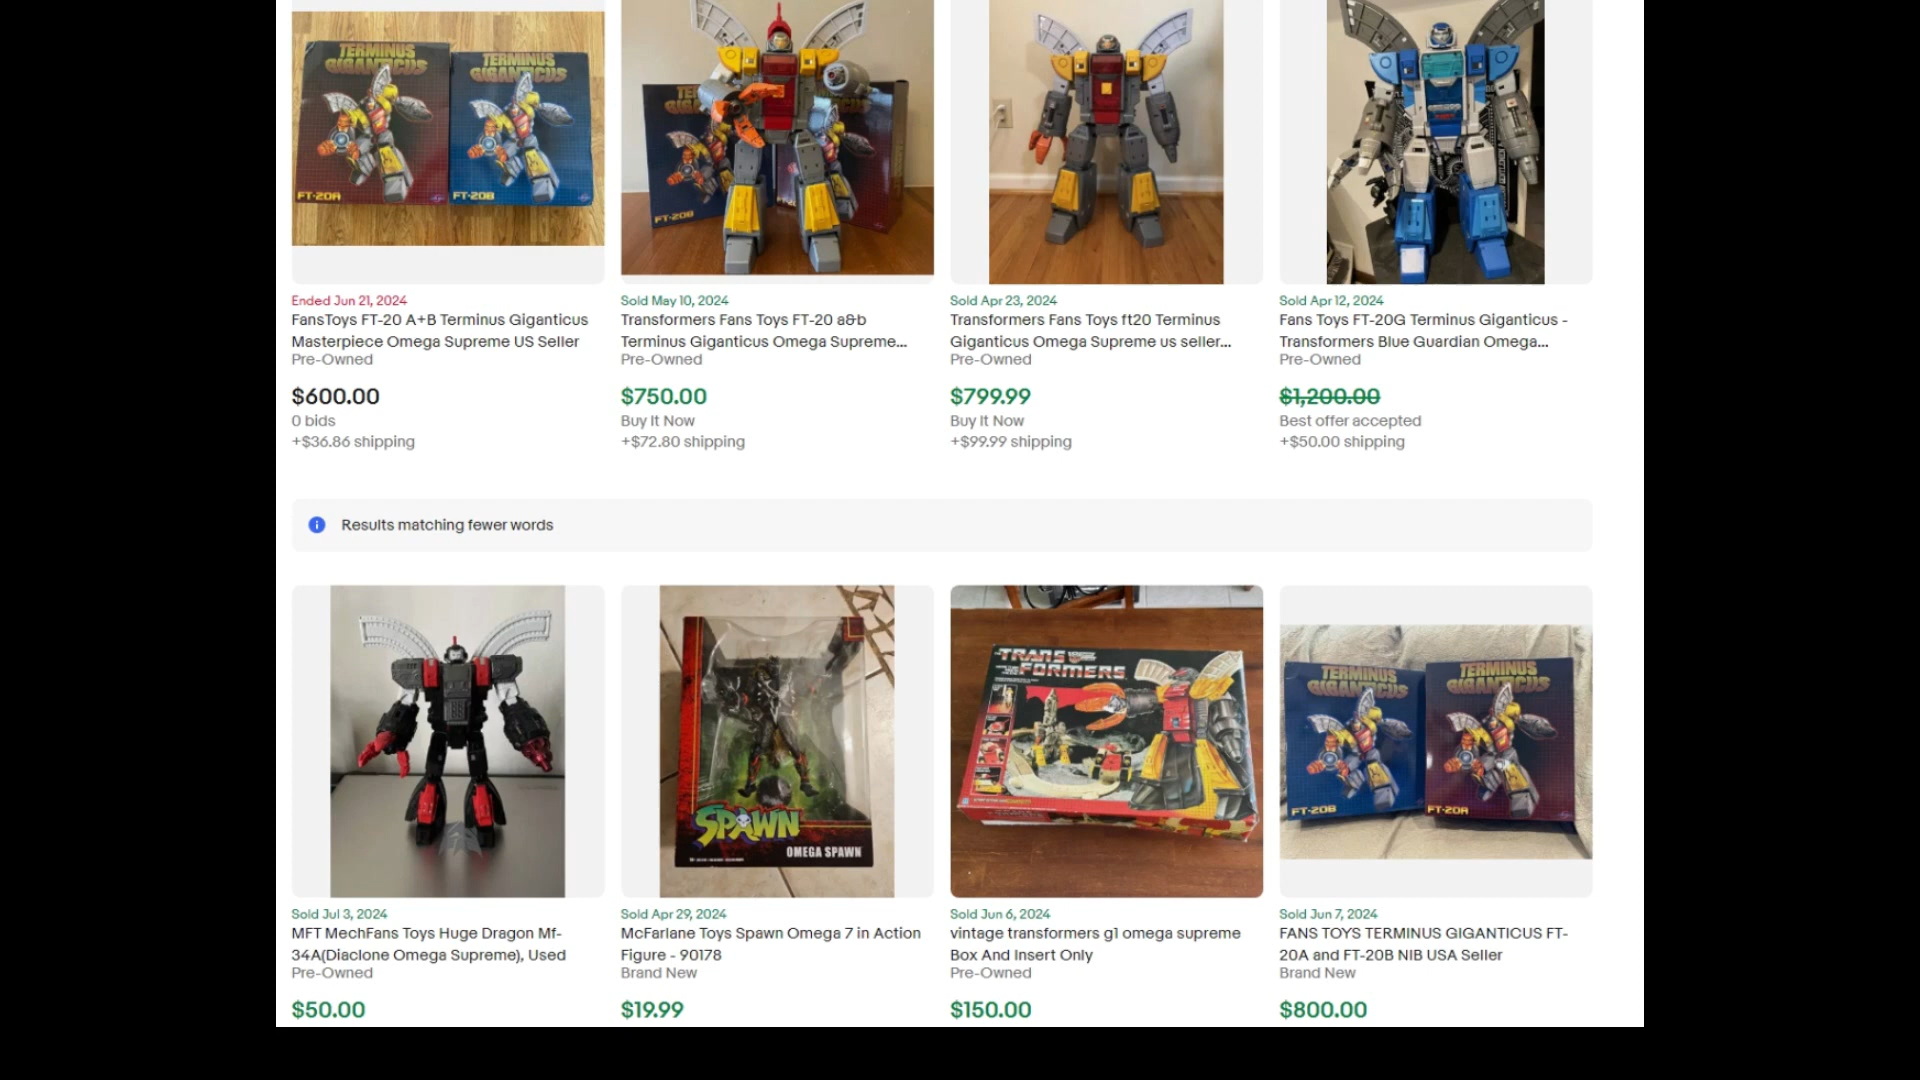 TERMINUS
GIGANTICUS
FT-20A
TERMINUS
GIGANTICUS
FT-20B
FT-20B
Ended Jun 21, 2024
FansToys FT-20 A+B Terminus Giganticus
Masterpiece Omega Supreme US Seller
Pre-Owned
$600.00
0 bids
+$36.86 shipping
Sold May 10, 2024
Transformers Fans Toys FT-20 a&b
Terminus Giganticus Omega Supreme...
Pre-Owned
$750.00
Buy It Now
+$72.80 shipping
Sold Apr 23, 2024
Transformers Fans Toys ft20 Terminus
Giganticus Omega Supreme us seller...
Pre-Owned
$799.99
Buy It Now
+$99.99 shipping
Sold Apr 12, 2024
Fans Toys FT-20G Terminus Giganticus -
Transformers Blue Guardian Omega...
Pre-Owned
$1,200.00
Best offer accepted
+$50.00 shipping
Results matching fewer words
SPAWN
OMEGA SPAWN
TRANS
FORMERS
TERMINUS
GIGANTICUS
FT-20B
TERMINUS
GIGANTICUS
FT-20A
Sold Jul 3, 2024
MFT MechFans Toys Huge Dragon Mf-
34A(Diaclone Omega Supreme), Used
Pre-Owned
$50.00
Sold Apr 29, 2024
McFarlane Toys Spawn Omega 7 in Action
Figure - 90178
Brand New
$19.99
Sold Jun 6, 2024
vintage transformers g1 omega supreme
Box And Insert Only
Pre-Owned
$150.00
Sold Jun 7, 2024
FANS TOYS TERMINUS GIGANTICUS FT-
20A and FT-20B NIB USA Seller
Brand New
$800.00